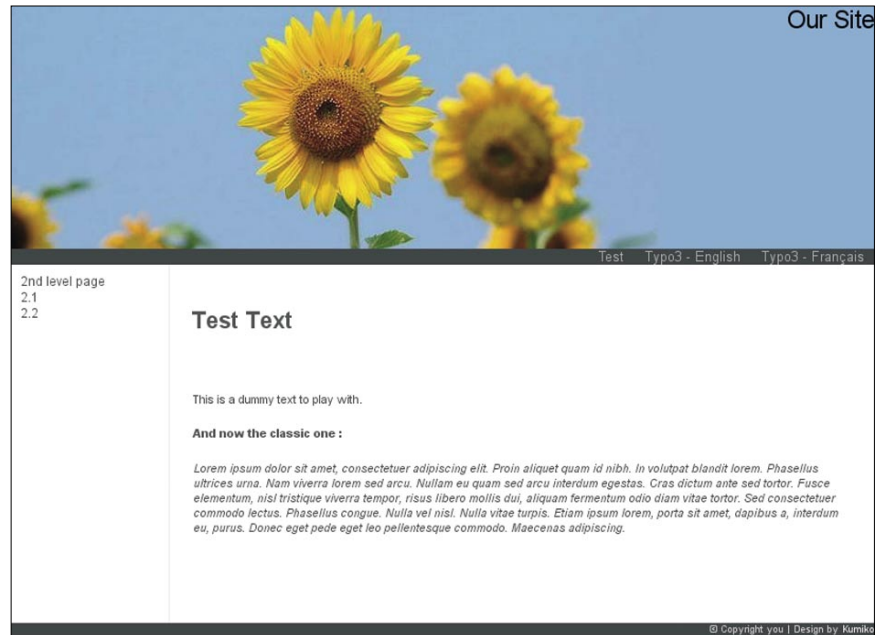 Our Site
Test Typo3 - English Typo3 - Français
2nd level page
2.1
2.2
Test Text
This is a dummy text to play with.
And now the classic one :
Lorem ipsum dolor sit amet, consectetuer adipiscing elit. Proin aliquet quam id nibh. In volutpat blandit lorem. Phasellus
ultrices urna. Nam viverra lorem sed arcu. Nullam eu quam sed arcu interdum egestas. Cras dictum ante sed tortor. Fusce
elementum, nisl tristique viverra tempor, risus libero mollis dui, aliquam fermentum odio diam vitae tortor. Sed consectetuer
commodo lectus. Phasellus congue. Nulla vel nisl. Nulla vitae turpis. Etiam ipsum lorem, porta sit amet, dapibus a, interdum
eu, purus. Donec eget pede eget leo pellentesque commodo. Maecenas adipiscing.
© Copyright you | Design by Kumiko